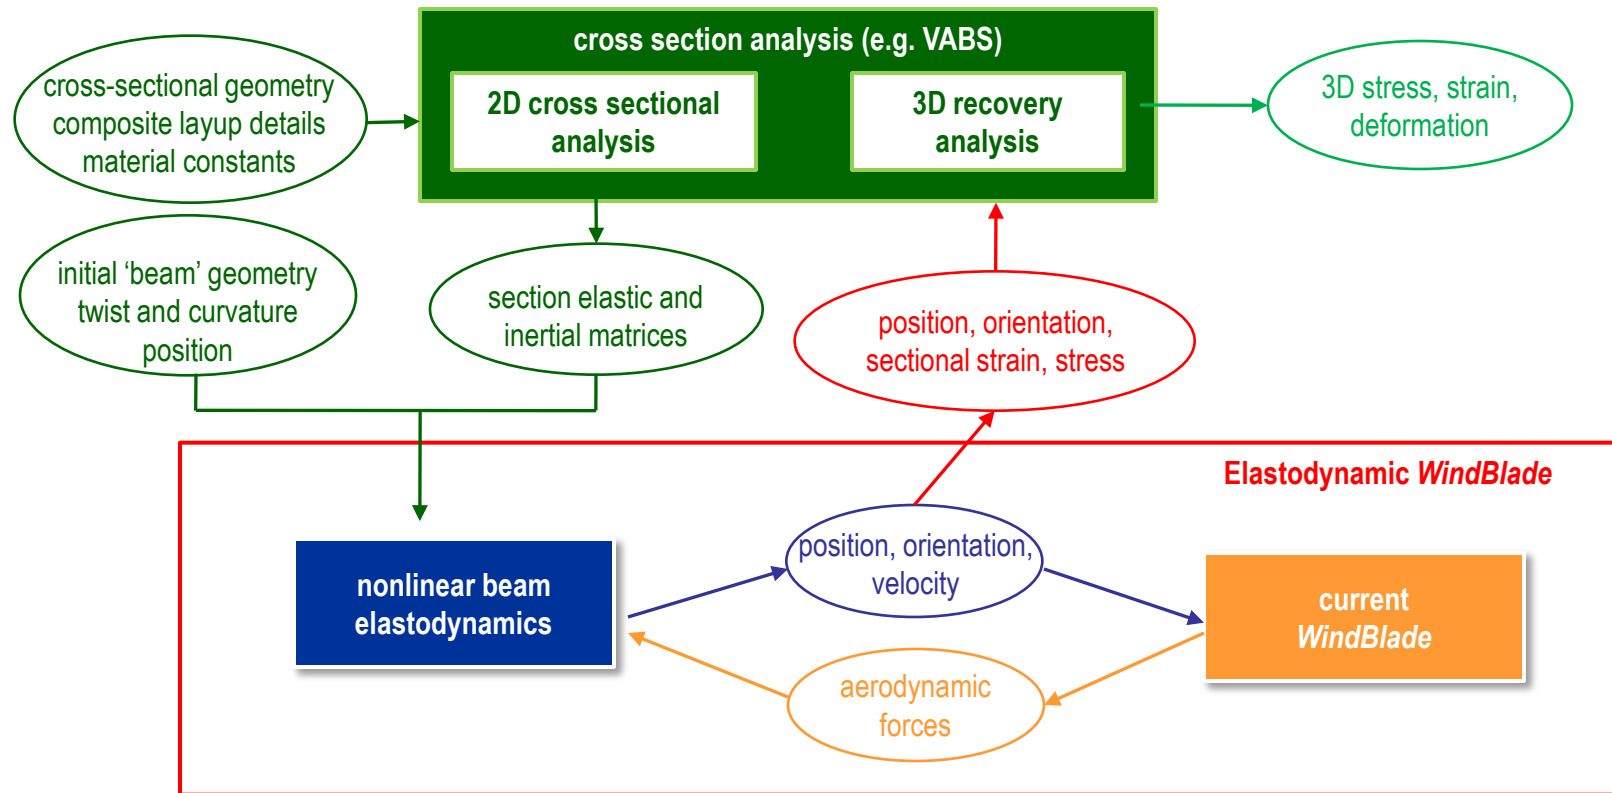 cross section analysis (e.g. VABS)
cross-sectional geometry
composite layup details
material constants
2D cross sectional
analysis
3D recovery
analysis
3D stress, strain,
deformation
initial ‘beam’ geometry
twist and curvature
position
section elastic and
inertial matrices
position, orientation,
sectional strain, stress
Elastodynamic WindBlade
nonlinear beam
elastodynamics
position, orientation,
velocity
current
WindBlade
aerodynamic
forces